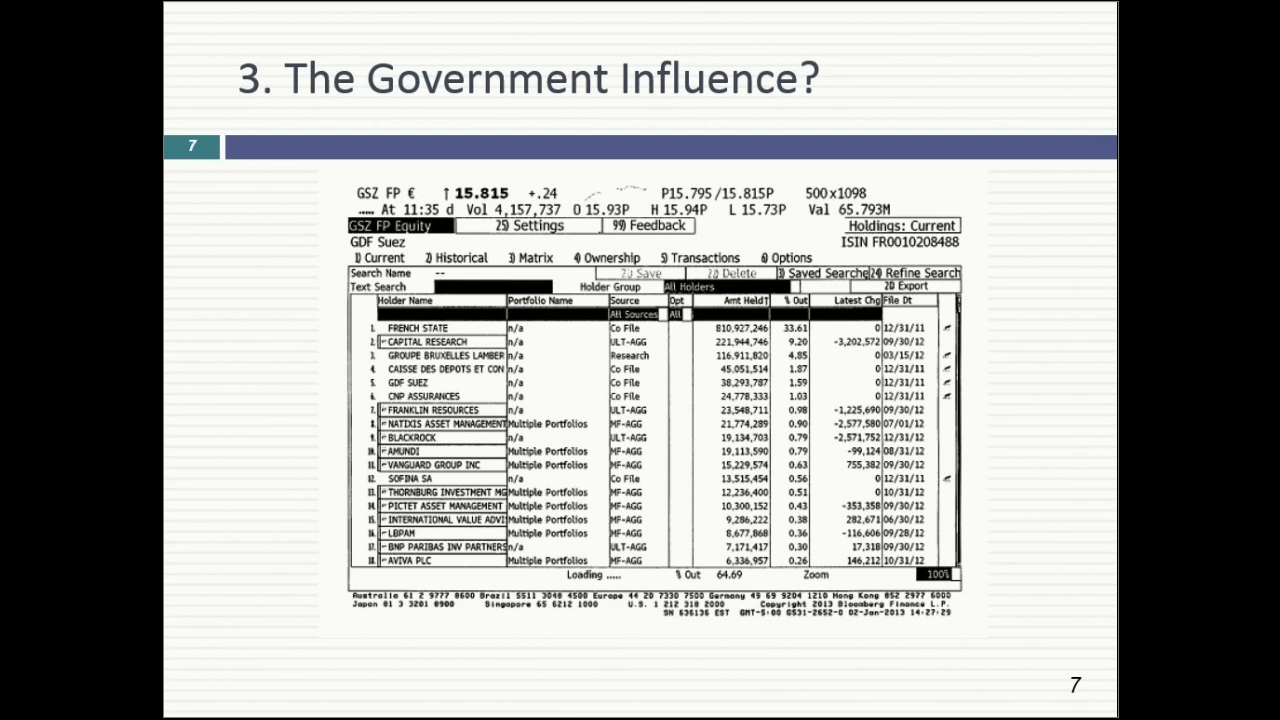 3. The Government Influence?
7
GSZ FP € ↑ 15.815 +.24 P15.795/15.815P 500x1098
..... At 11:35 d Vol 4,157,737 O 15.93P H 15.94P L 15.73P Val 65.793M
GSZ FP Equity 25) Settings 99) Feedback Holdings: Current
GDF Suez ISIN FR0010208488
1) Current 2) Historical 3) Matrix 4) Ownership 5) Transactions 6) Options
Search Name -- Save Delete Saved Searche Refine Search
Text Search Holder Group All Holders Export
Holder Name Portfolio Name Source Opt Amt Held↑ % Out Latest Chg File Dt
All Sources All
1. FRENCH STATE n/a Co File 810,927,246 33.61 0 12/31/11
2. CAPITAL RESEARCH n/a ULT-AGG 221,944,746 9.20 -3,202,572 09/30/12
3. GROUPE BRUXELLES LAMBER n/a Research 116,911,820 4.85 0 03/15/12
4. CAISSE DES DEPOTS ET CON n/a Co File 45,051,514 1.87 0 12/31/11
5. GDF SUEZ n/a Co File 38,293,787 1.59 0 12/31/11
6. CNP ASSURANCES n/a Co File 24,778,333 1.03 0 12/31/11
7. FRANKLIN RESOURCES n/a ULT-AGG 23,548,711 0.98 -1,225,690 09/30/12
8. NATIXIS ASSET MANAGEMENT Multiple Portfolios MF-AGG 21,774,289 0.90 -2,577,580 07/01/12
9. BLACKROCK n/a ULT-AGG 19,134,703 0.79 -2,571,752 12/31/12
10. AMUNDI Multiple Portfolios MF-AGG 19,113,590 0.79 -99,124 08/31/12
11. VANGUARD GROUP INC Multiple Portfolios MF-AGG 15,229,574 0.63 755,382 09/30/12
12. SOFINA SA n/a Co File 13,515,454 0.56 0 12/31/11
13. THORNBURG INVESTMENT MG Multiple Portfolios MF-AGG 12,236,400 0.51 0 10/31/12
14. PICTET ASSET MANAGEMENT Multiple Portfolios MF-AGG 10,300,152 0.43 -353,358 09/30/12
15. INTERNATIONAL VALUE ADVI Multiple Portfolios MF-AGG 9,286,222 0.38 282,671 06/30/12
16. LBPAM Multiple Portfolios MF-AGG 8,677,868 0.36 -116,606 09/28/12
17. BNP PARIBAS INV PARTNERS n/a ULT-AGG 7,171,417 0.30 17,318 09/30/12
18. AVIVA PLC Multiple Portfolios MF-AGG 6,336,957 0.26 146,212 10/31/12
Loading ..... % Out 64.69 Zoom 100%
Australia 61 2 9777 8600 Brazil 5511 3048 4500 Europe 44 20 7330 7500 Germany 49 69 9204 1210 Hong Kong 852 2977 6000
Japan 81 3 3201 8900 Singapore 65 6212 1000 U.S. 1 212 318 2000 Copyright 2013 Bloomberg Finance L.P.
SN 636136 EST GMT-5:00 G531-2652-0 02-Jan-2013 14:27:29
7